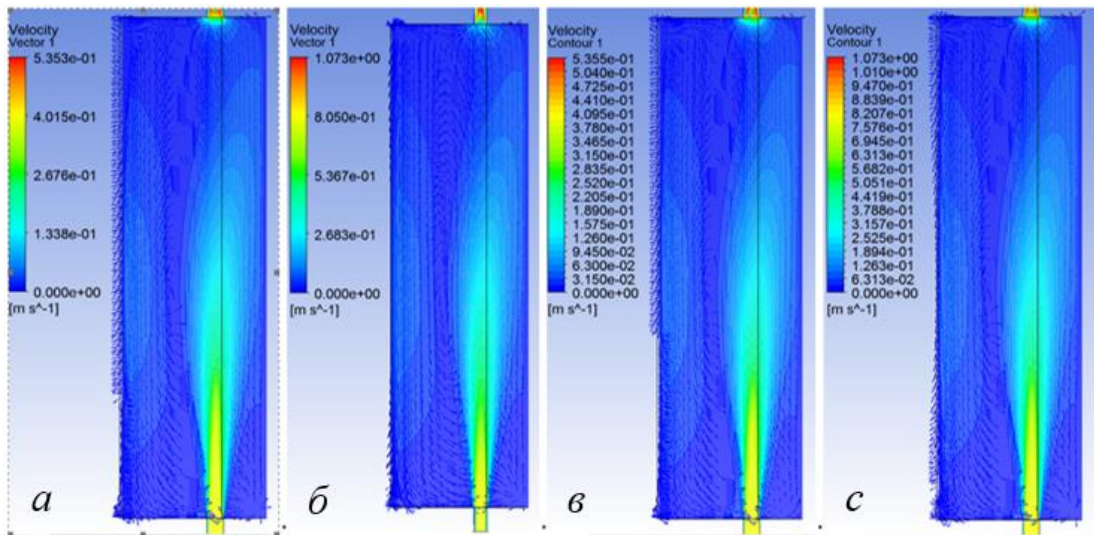 Velocity
Vector 1
5.353e-01
4.015e-01
2.676e-01
1.338e-01
0.000e+00
[m s^-1]
а
Velocity
Vector 1
1.073e+00
8.050e-01
5.367e-01
2.683e-01
0.000e+00
[m s^-1]
б
Velocity
Contour 1
5.355e-01
5.040e-01
4.725e-01
4.410e-01
4.095e-01
3.780e-01
3.465e-01
3.150e-01
2.835e-01
2.520e-01
2.205e-01
1.890e-01
1.575e-01
1.260e-01
9.450e-02
6.300e-02
3.150e-02
0.000e+00
[m s^-1]
в
Velocity
Contour 1
1.073e+00
1.010e+00
9.470e-01
8.839e-01
8.207e-01
7.576e-01
6.945e-01
6.313e-01
5.682e-01
5.051e-01
4.419e-01
3.788e-01
3.157e-01
2.525e-01
1.894e-01
1.263e-01
6.313e-02
0.000e+00
[m s^-1]
с